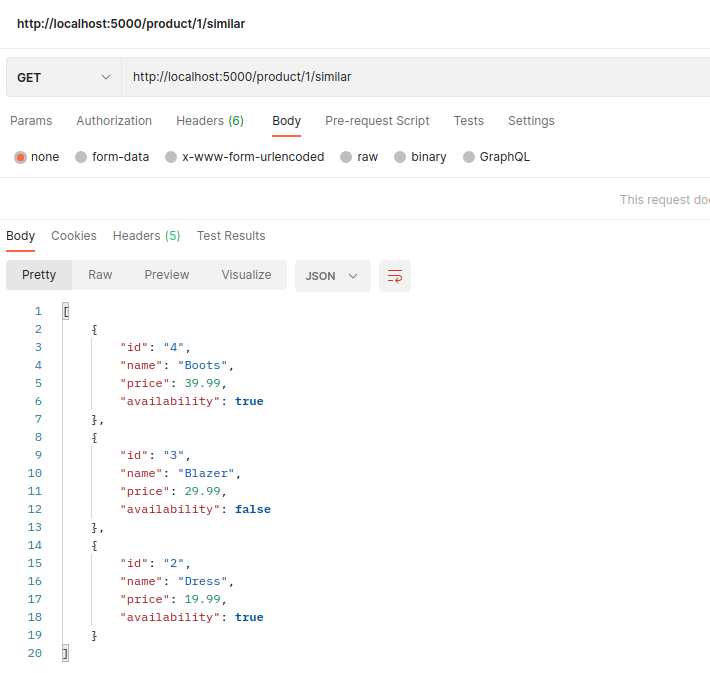 http://localhost:5000/product/1/similar
GET http://localhost:5000/product/1/similar
Params Authorization Headers (6) Body Pre-request Script Tests Settings
none form-data x-www-form-urlencoded raw binary GraphQL
This request doe
Body Cookies Headers (5) Test Results
Pretty Raw Preview Visualize JSON
1 [
2 {
3 "id": "4",
4 "name": "Boots",
5 "price": 39.99,
6 "availability": true
7 },
8 {
9 "id": "3",
10 "name": "Blazer",
11 "price": 29.99,
12 "availability": false
13 },
14 {
15 "id": "2",
16 "name": "Dress",
17 "price": 19.99,
18 "availability": true
19 }
20 ]